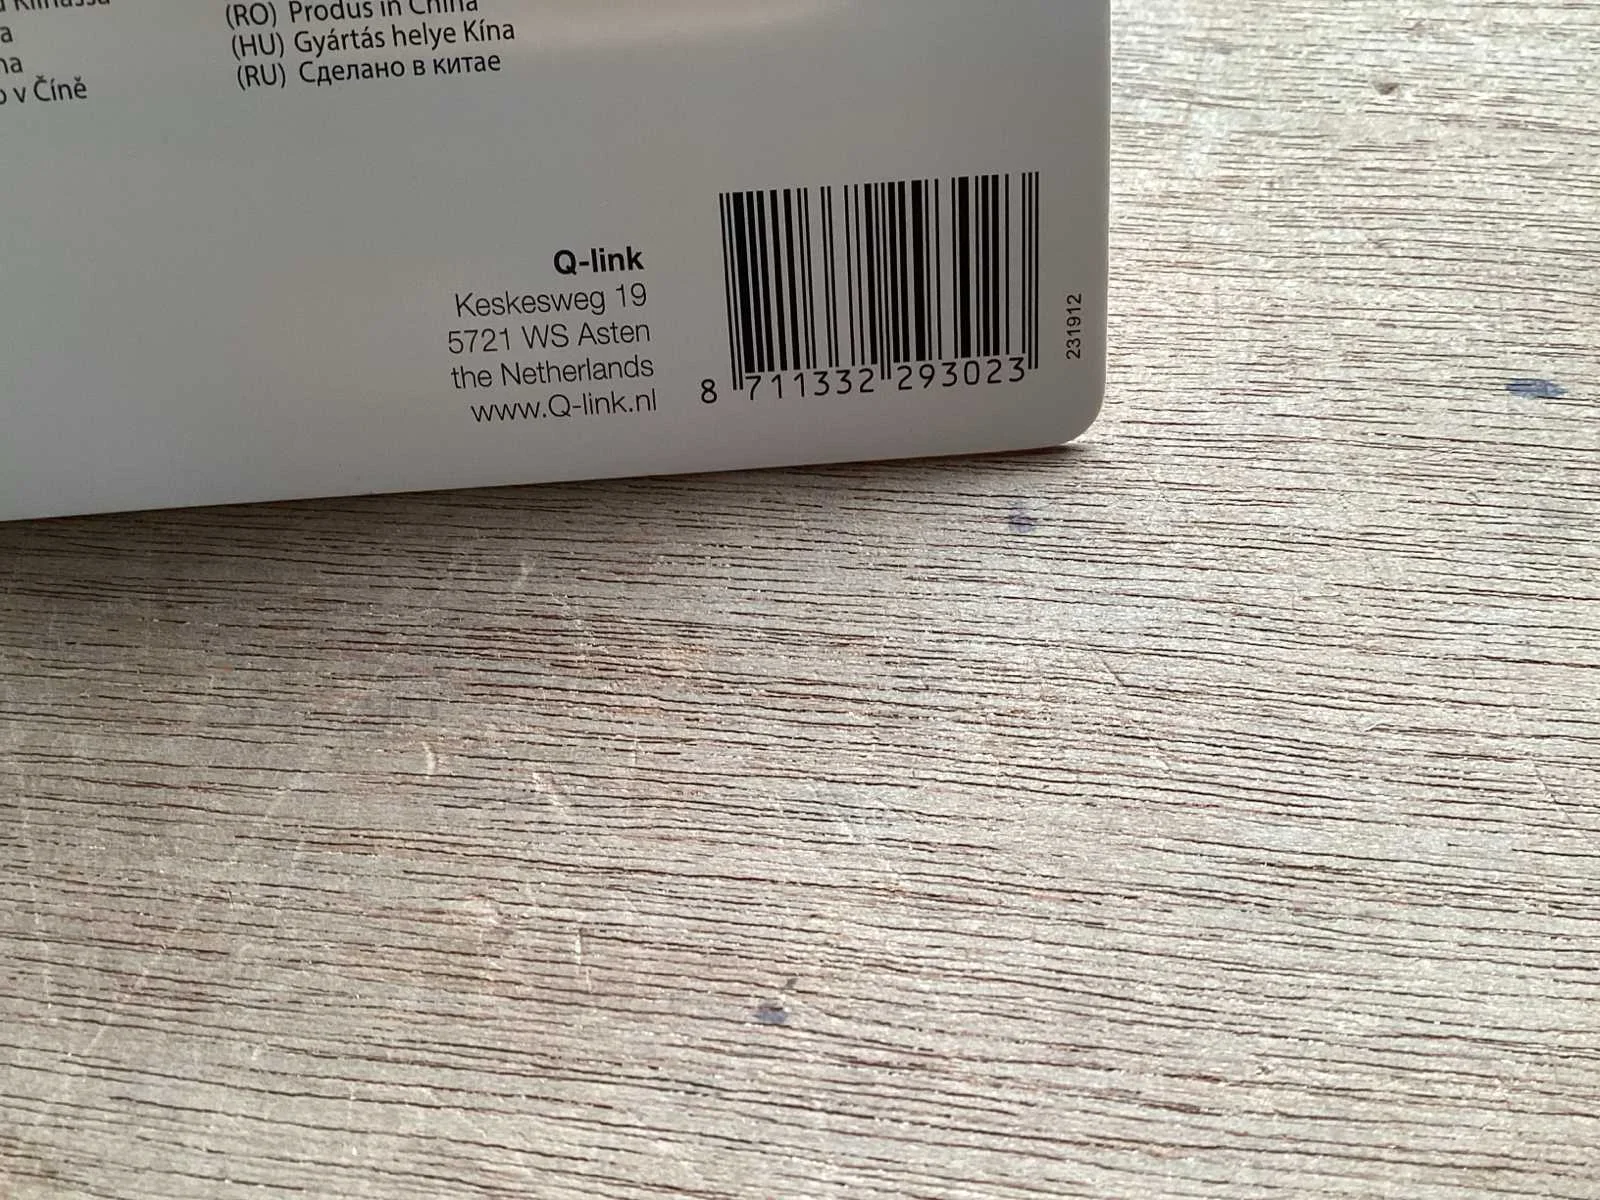 a
na
o v Číně
(RO) Produs in China
(HU) Gyártás helye Kína
(RU) Сделано в китае
Q-link
Keskesweg 19
5721 WS Asten
the Netherlands
www.Q-link.nl
8 711332 293023
231912